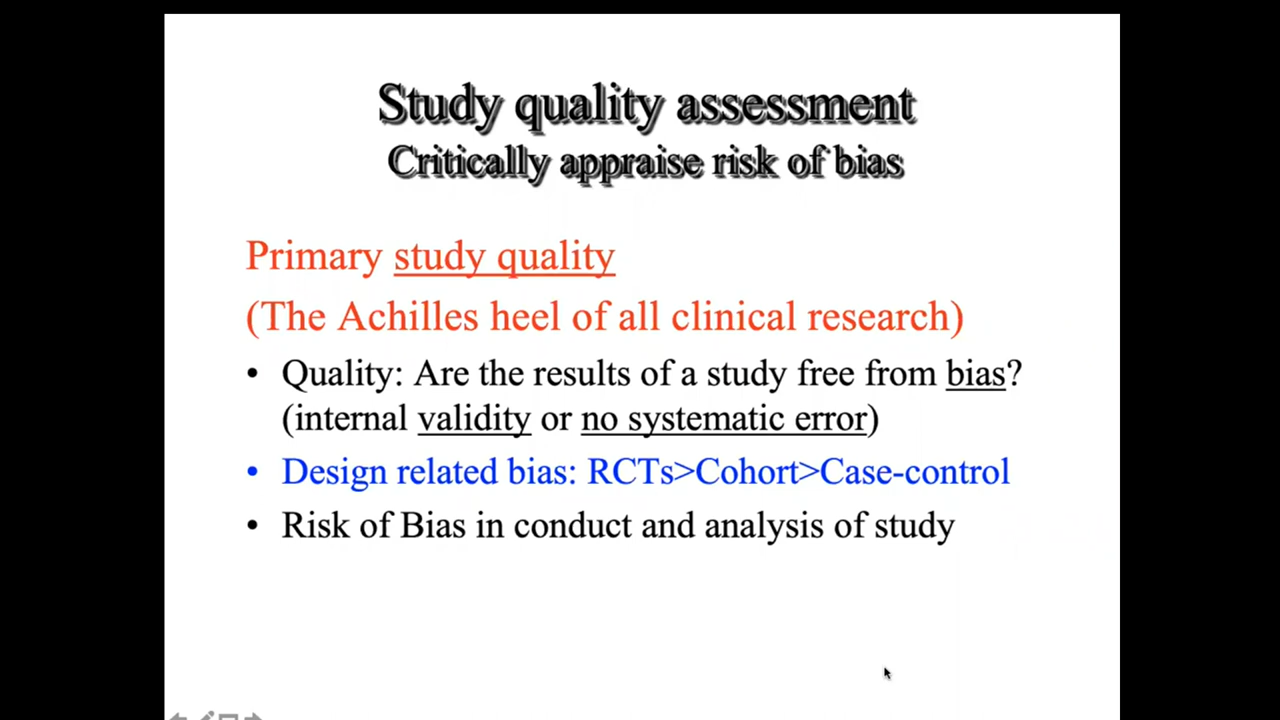 Study quality assessment
Critically appraise risk of bias
Primary study quality
(The Achilles heel of all clinical research)
• Quality: Are the results of a study free from bias?
(internal validity or no systematic error)
• Design related bias: RCTs>Cohort>Case-control
• Risk of Bias in conduct and analysis of study